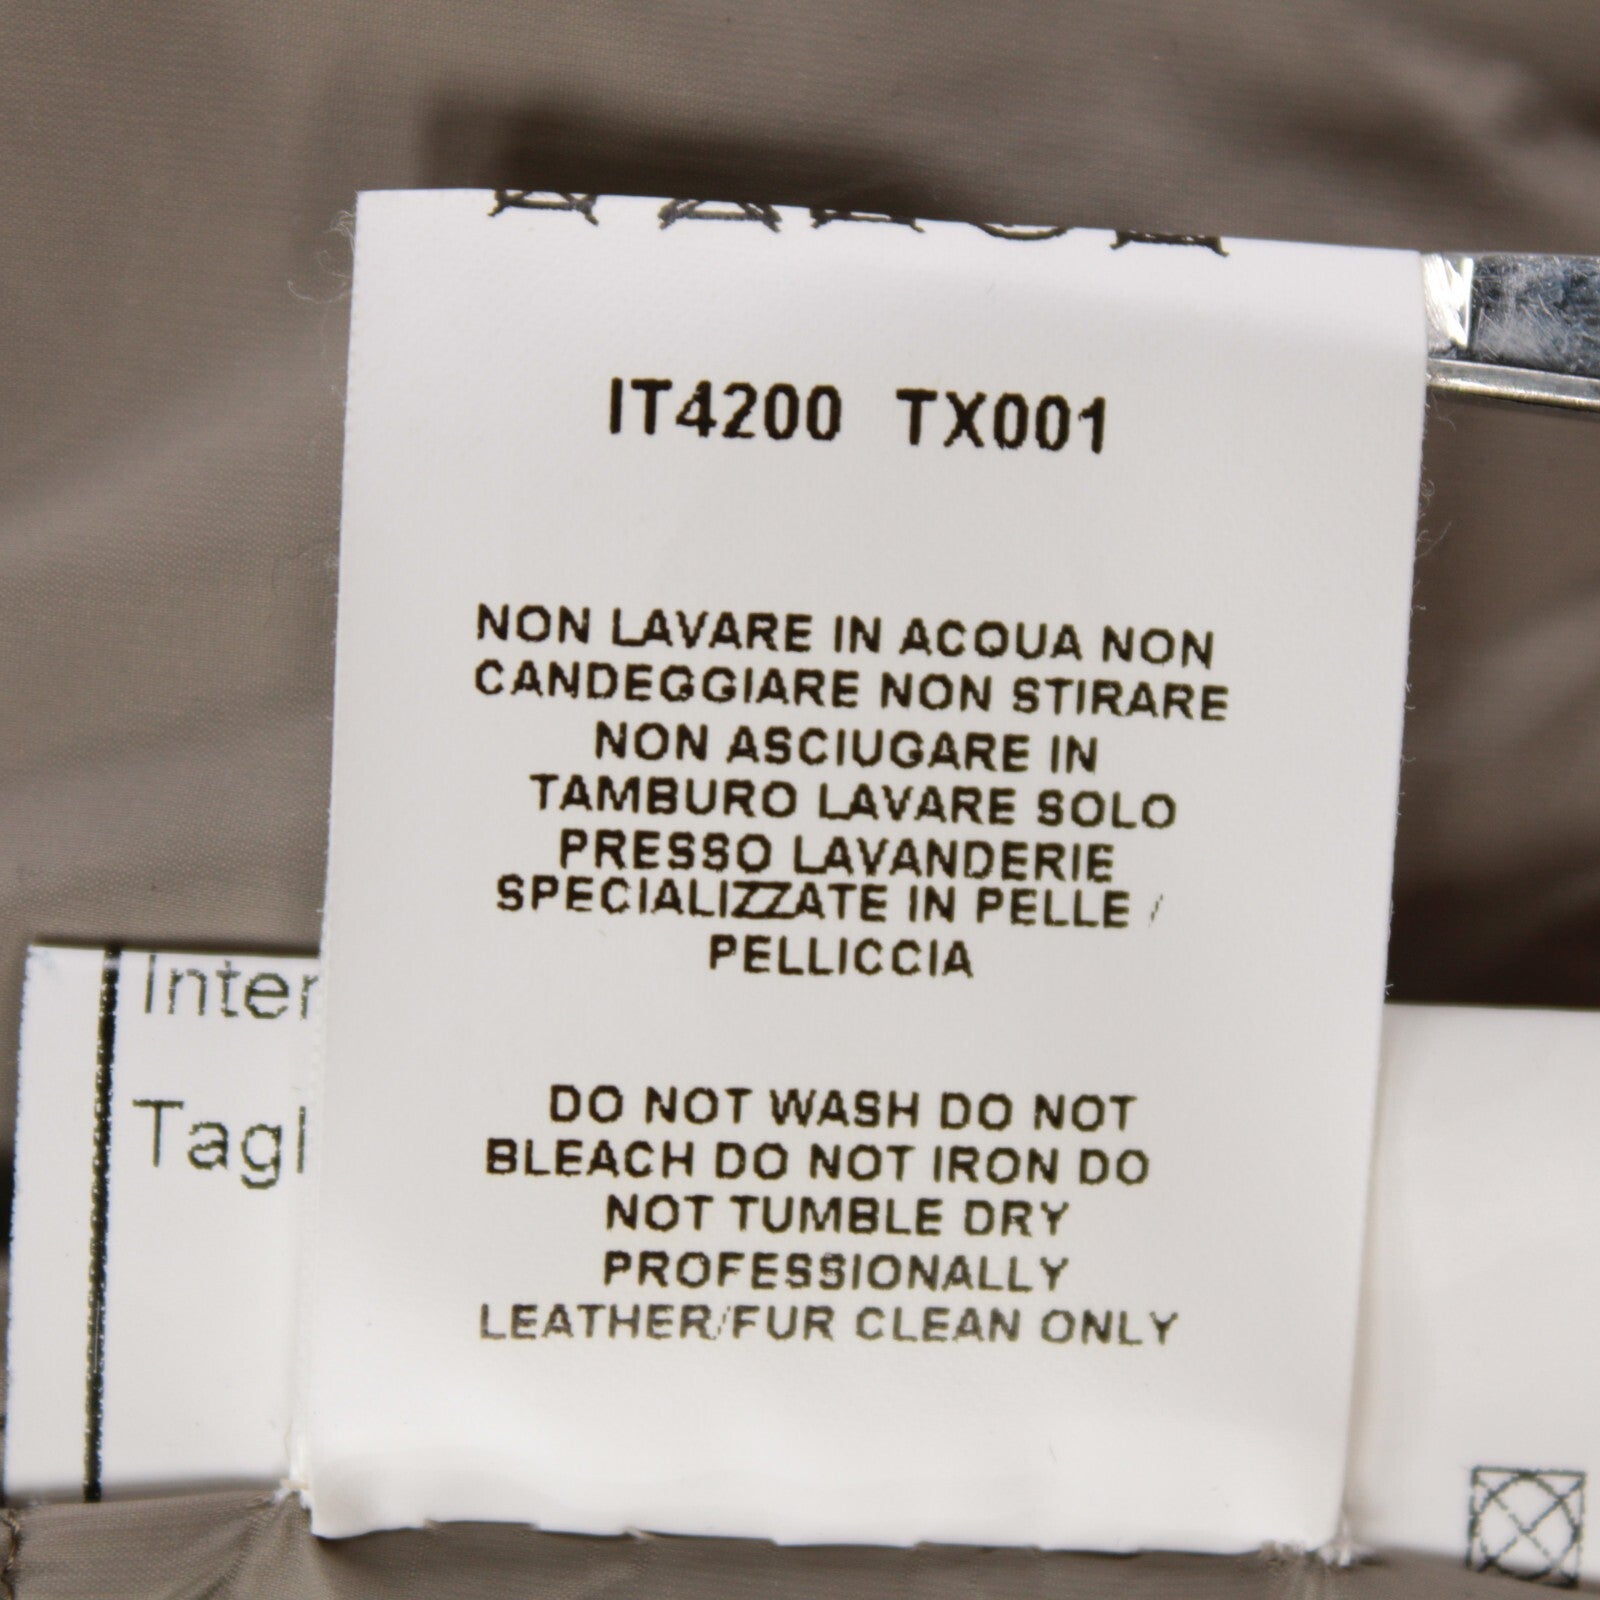 IT4200 TX001
NON LAVARE IN ACQUA NON
CANDEGGIARE NON STIRARE
NON ASCIUGARE IN
TAMBURO LAVARE SOLO
PRESSO LAVANDERIE
SPECIALIZZATE IN PELLE /
PELLICCIA
DO NOT WASH DO NOT
BLEACH DO NOT IRON DO
NOT TUMBLE DRY
PROFESSIONALLY
LEATHER/FUR CLEAN ONLY